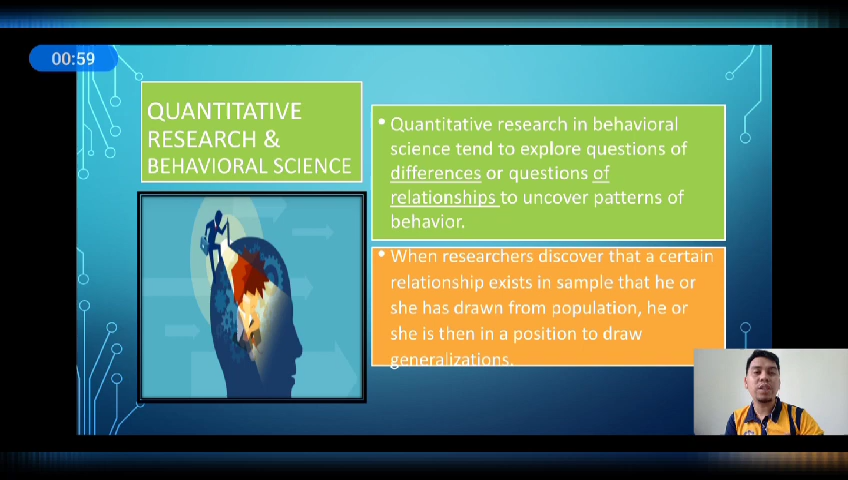 00:59
QUANTITATIVE
RESEARCH &
BEHAVIORAL SCIENCE
• Quantitative research in behavioral
science tend to explore questions of
differences or questions of
relationships to uncover patterns of
behavior.
• When researchers discover that a certain
relationship exists in sample that he or
she has drawn from population, he or
she is then in a position to draw
generalizations.